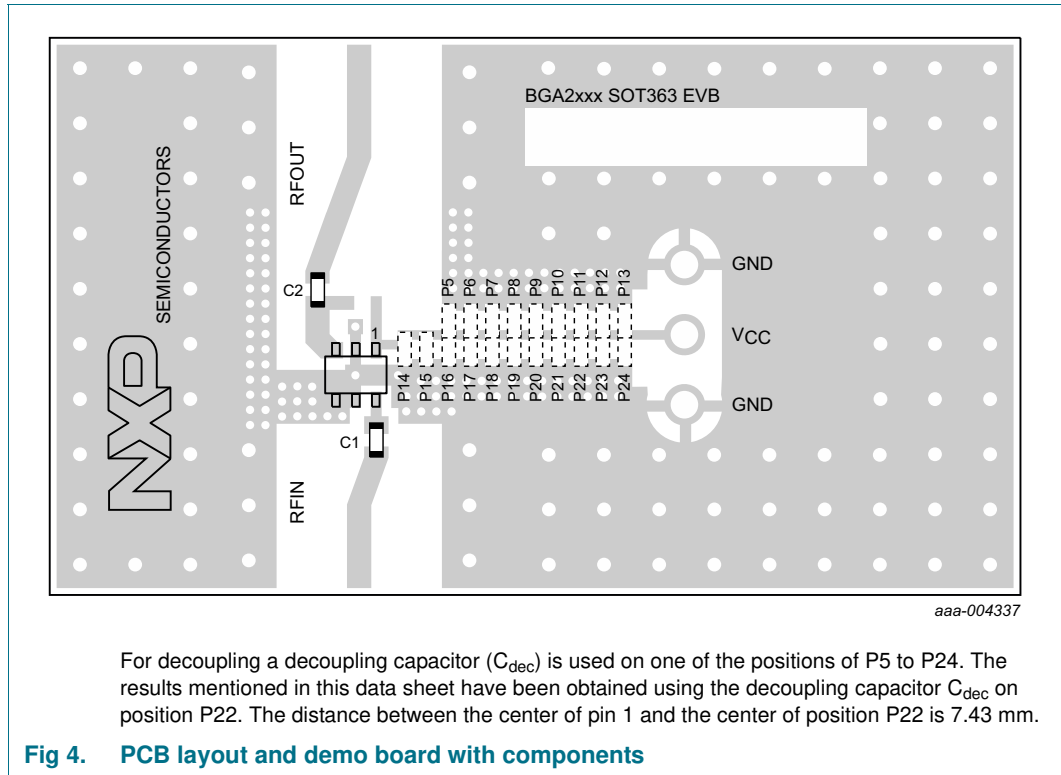 BGA2xxx SOT363 EVB
NXP
SEMICONDUCTORS
RFOUT
C2
1
P5
P6
P7
P8
P9
P10
P11
P12
P13
GND
VCC
GND
P14
P15
P16
P17
P18
P19
P20
P21
P22
P23
P24
C1
RFIN
aaa-004337
For decoupling a decoupling capacitor (Cdec) is used on one of the positions of P5 to P24. The
results mentioned in this data sheet have been obtained using the decoupling capacitor Cdec on
position P22. The distance between the center of pin 1 and the center of position P22 is 7.43 mm.
Fig 4. PCB layout and demo board with components